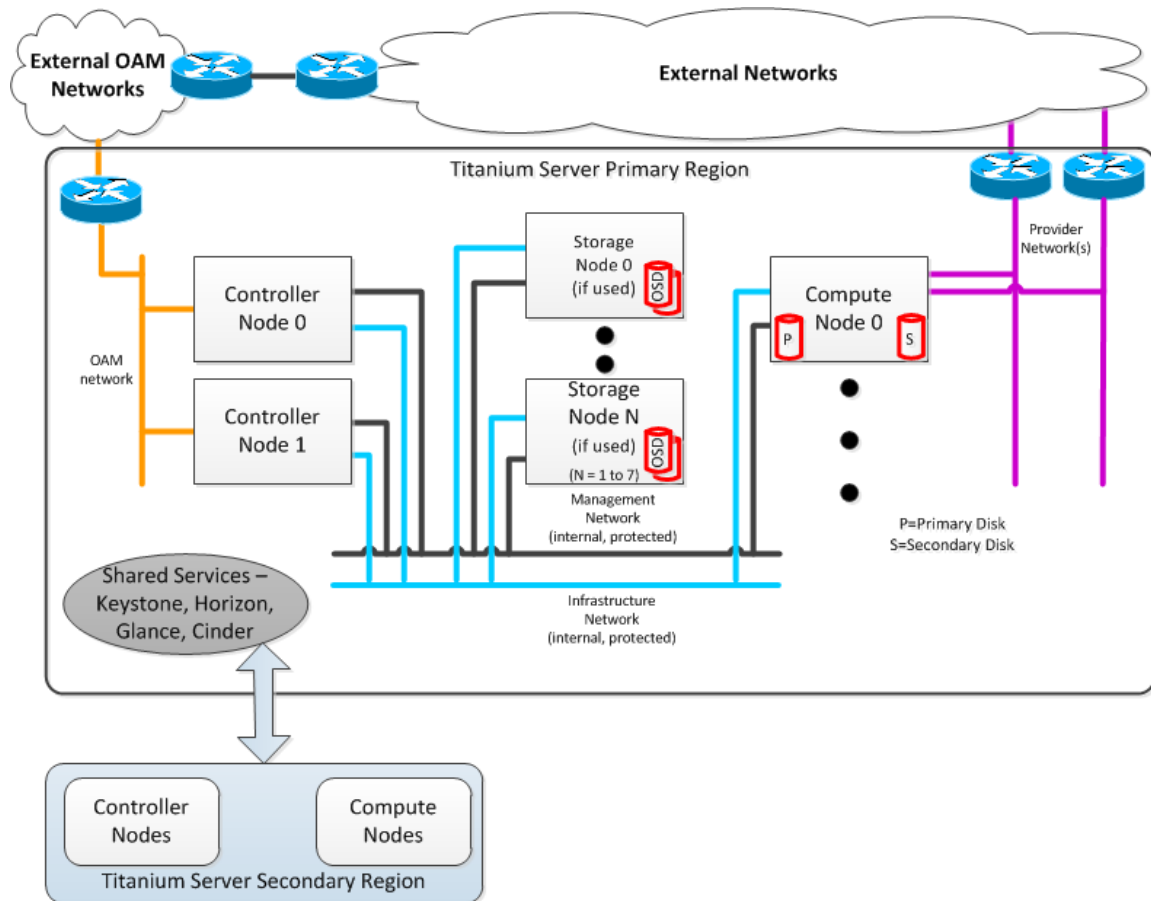 External OAM
Networks
External Networks
Titanium Server Primary Region
Provider
Network(s)
Storage
Node 0
(if used)
OSD
Controller
Node 0
Compute
Node 0
P
S
OAM
network
Controller
Node 1
Storage
Node N
(if used)
(N = 1 to 7)
OSD
Management
Network
(internal, protected)
P=Primary Disk
S=Secondary Disk
Shared Services –
Keystone, Horizon,
Glance, Cinder
Infrastructure
Network
(internal, protected)
Controller
Nodes
Compute
Nodes
Titanium Server Secondary Region